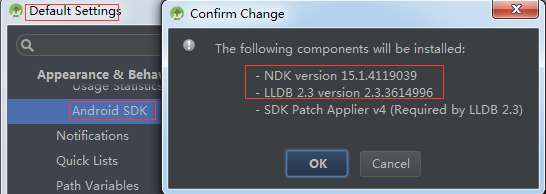 Default Settings
Appearance & Behav
Usage Statistics
Android SDK
Notifications
Quick Lists
Path Variables
Confirm Change
The following components will be installed:
- NDK version 15.1.4119039
- LLDB 2.3 version 2.3.3614996
- SDK Patch Applier v4 (Required by LLDB 2.3)
OK
Cancel